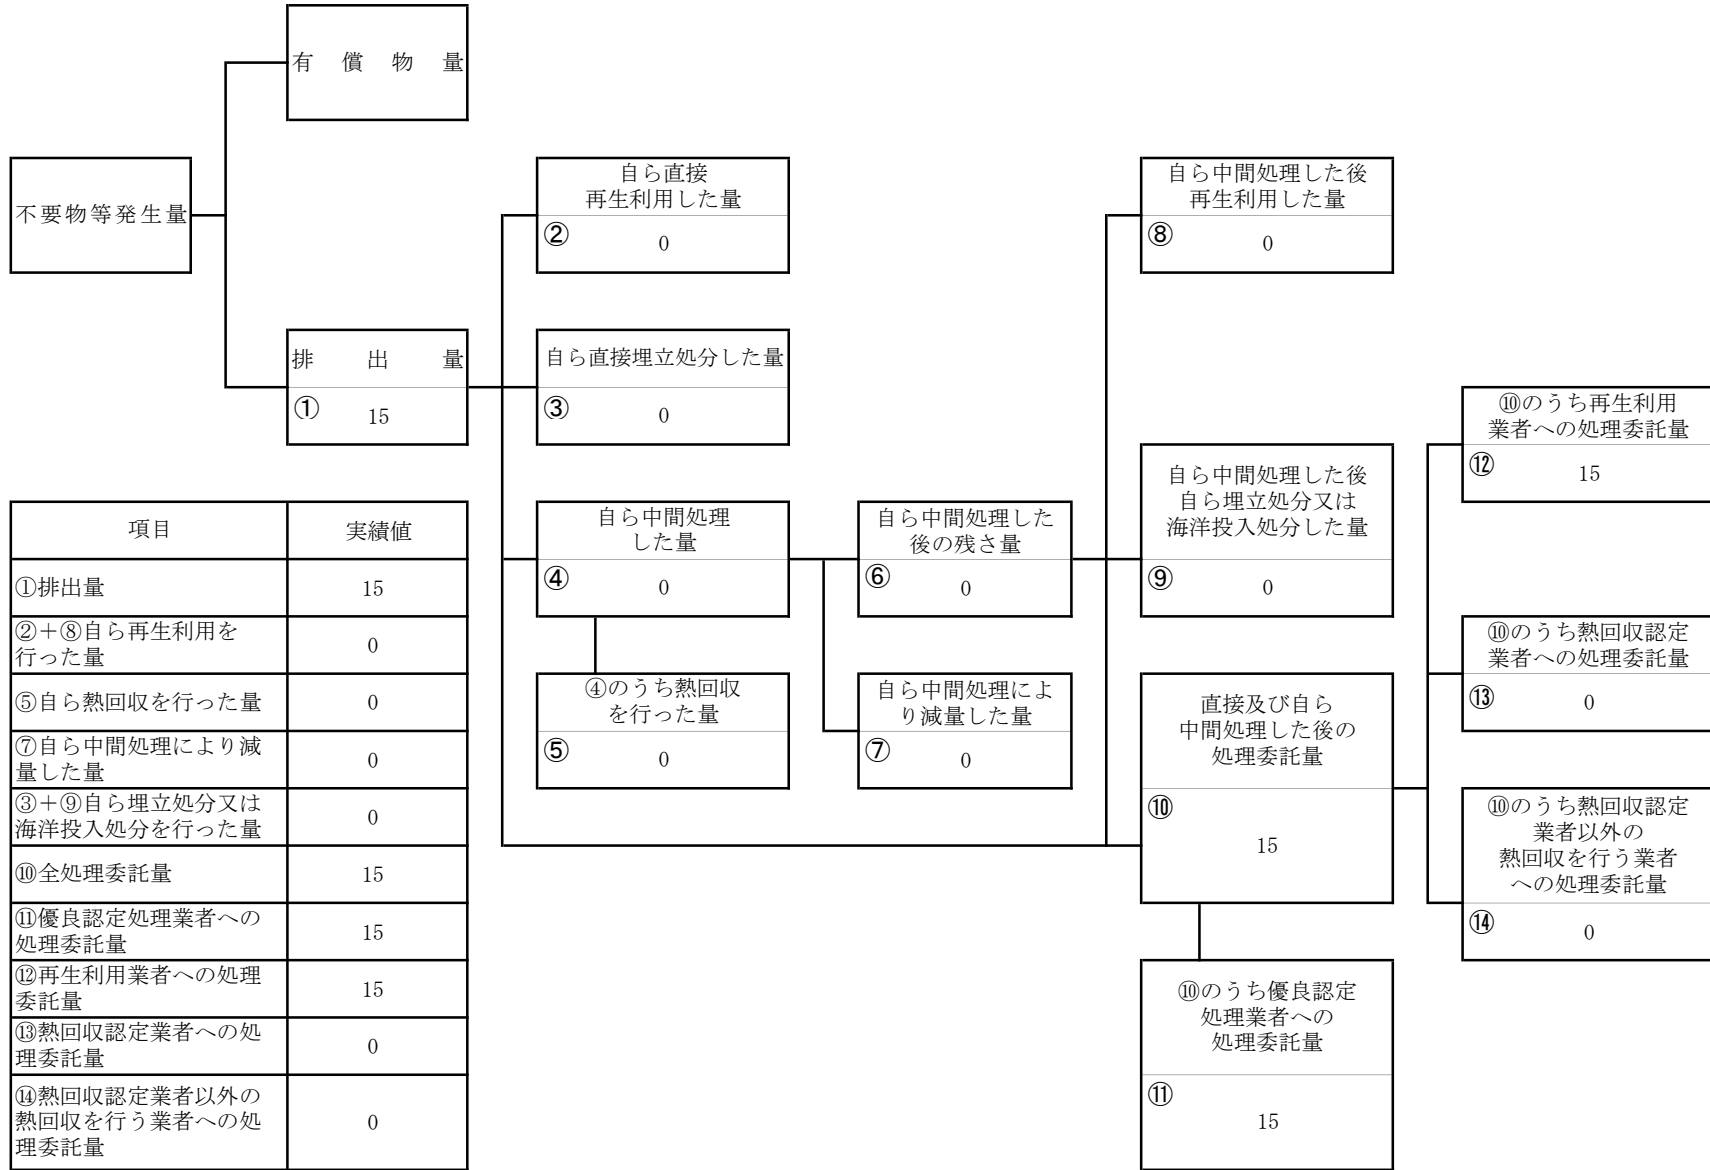 有償物量
不要物等発生量
自ら直接
再生利用した量
②
0
自ら中間処理した後
再生利用した量
⑧
0
排出量
①
15
自ら直接埋立処分した量
③
0
⑩のうち再生利用
業者への処理委託量
⑫
15
自ら中間処理した後
自ら埋立処分又は
海洋投入処分した量
⑨
0
自ら中間処理
した量
④
0
自ら中間処理した
後の残さ量
⑥
0
⑩のうち熱回収認定
業者への処理委託量
⑬
0
④のうち熱回収
を行った量
⑤
0
自ら中間処理によ
り減量した量
⑦
0
直接及び自ら
中間処理した後の
処理委託量
⑩
15
⑩のうち熱回収認定
業者以外の
熱回収を行う業者
への処理委託量
⑭
0
⑩のうち優良認定
処理業者への
処理委託量
⑪
15
項目 実績値
①排出量 15
②+⑧自ら再生利用を
行った量 0
⑤自ら熱回収を行った量 0
⑦自ら中間処理により減
量した量 0
③+⑨自ら埋立処分又は
海洋投入処分を行った量 0
⑩全処理委託量 15
⑪優良認定処理業者への
処理委託量 15
⑫再生利用業者への処理
委託量 15
⑬熱回収認定業者への処
理委託量 0
⑭熱回収認定業者以外の
熱回収を行う業者への処
理委託量 0